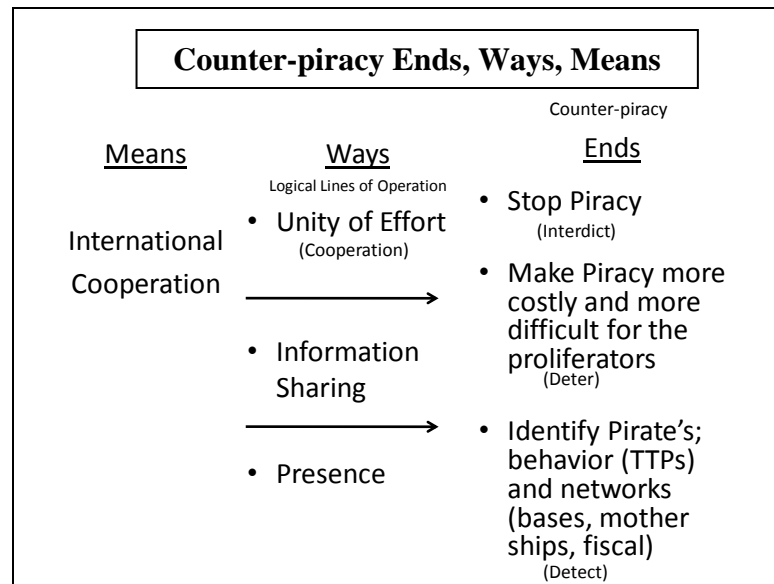 Counter-piracy Ends, Ways, Means
Means
International
Cooperation
Ways
Logical Lines of Operation
• Unity of Effort
(Cooperation)
• Information
Sharing
• Presence
Counter-piracy
Ends
• Stop Piracy
(Interdict)
• Make Piracy more
costly and more
difficult for the
proliferators
(Deter)
• Identify Pirate's;
behavior (TTPs)
and networks
(bases, mother
ships, fiscal)
(Detect)